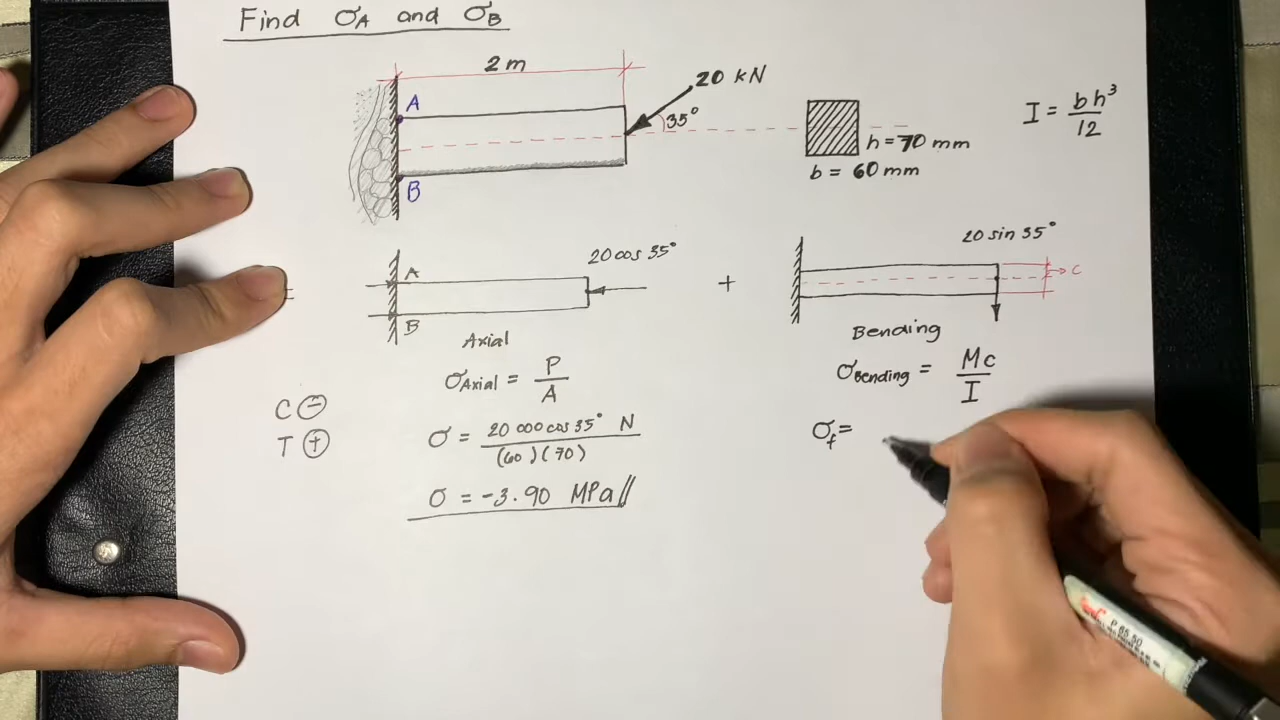 Find σA and σB
2 m
20 kN
A
35°
B
h = 70 mm
b = 60 mm
I = bh³/12
20 cos 35°
A
B
Axial
σAxial = P/A
C ⊖
T ⊕
σ = 20 000 cos 35° N / (60)(70)
σ = -3.90 MPa//
+
20 sin 35°
c
Bending
σBending = Mc/I
σf =